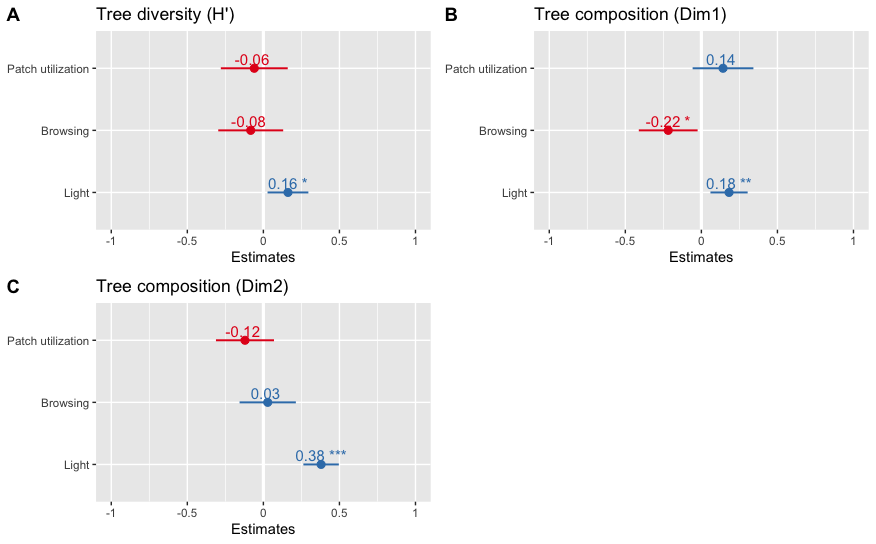 A
Tree diversity (H')
Patch utilization
-0.06
Browsing
-0.08
Light
0.16 *
-1 -0.5 0 0.5 1
Estimates
B
Tree composition (Dim1)
Patch utilization
0.14
Browsing
-0.22 *
Light
0.18 **
-1 -0.5 0 0.5 1
Estimates
C
Tree composition (Dim2)
Patch utilization
-0.12
Browsing
0.03
Light
0.38 ***
-1 -0.5 0 0.5 1
Estimates